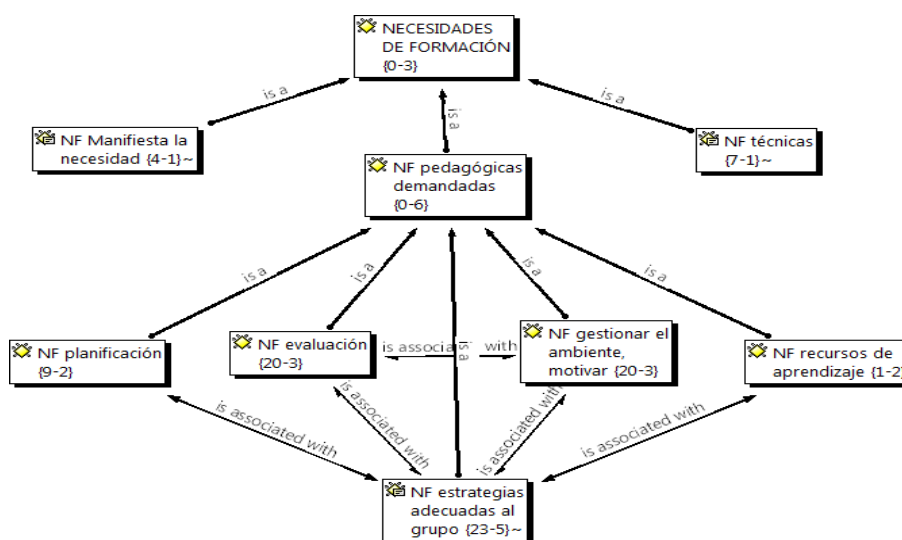 NECESIDADES
DE FORMACIÓN
{0-3}
is a
is a
is a
NF Manifiesta la
necesidad {4-1}~
NF técnicas
{7-1}~
NF pedagógicas
demandadas
{0-6}
is a
is a
is a
is a
is a
NF planificación
{9-2}
NF evaluación
{20-3}
is associated with
NF gestionar el
ambiente,
motivar {20-3}
NF recursos de
aprendizaje {1-2}
is associated with
is associated with
is associated with
is associated with
NF estrategias
adecuadas al
grupo {23-5}~